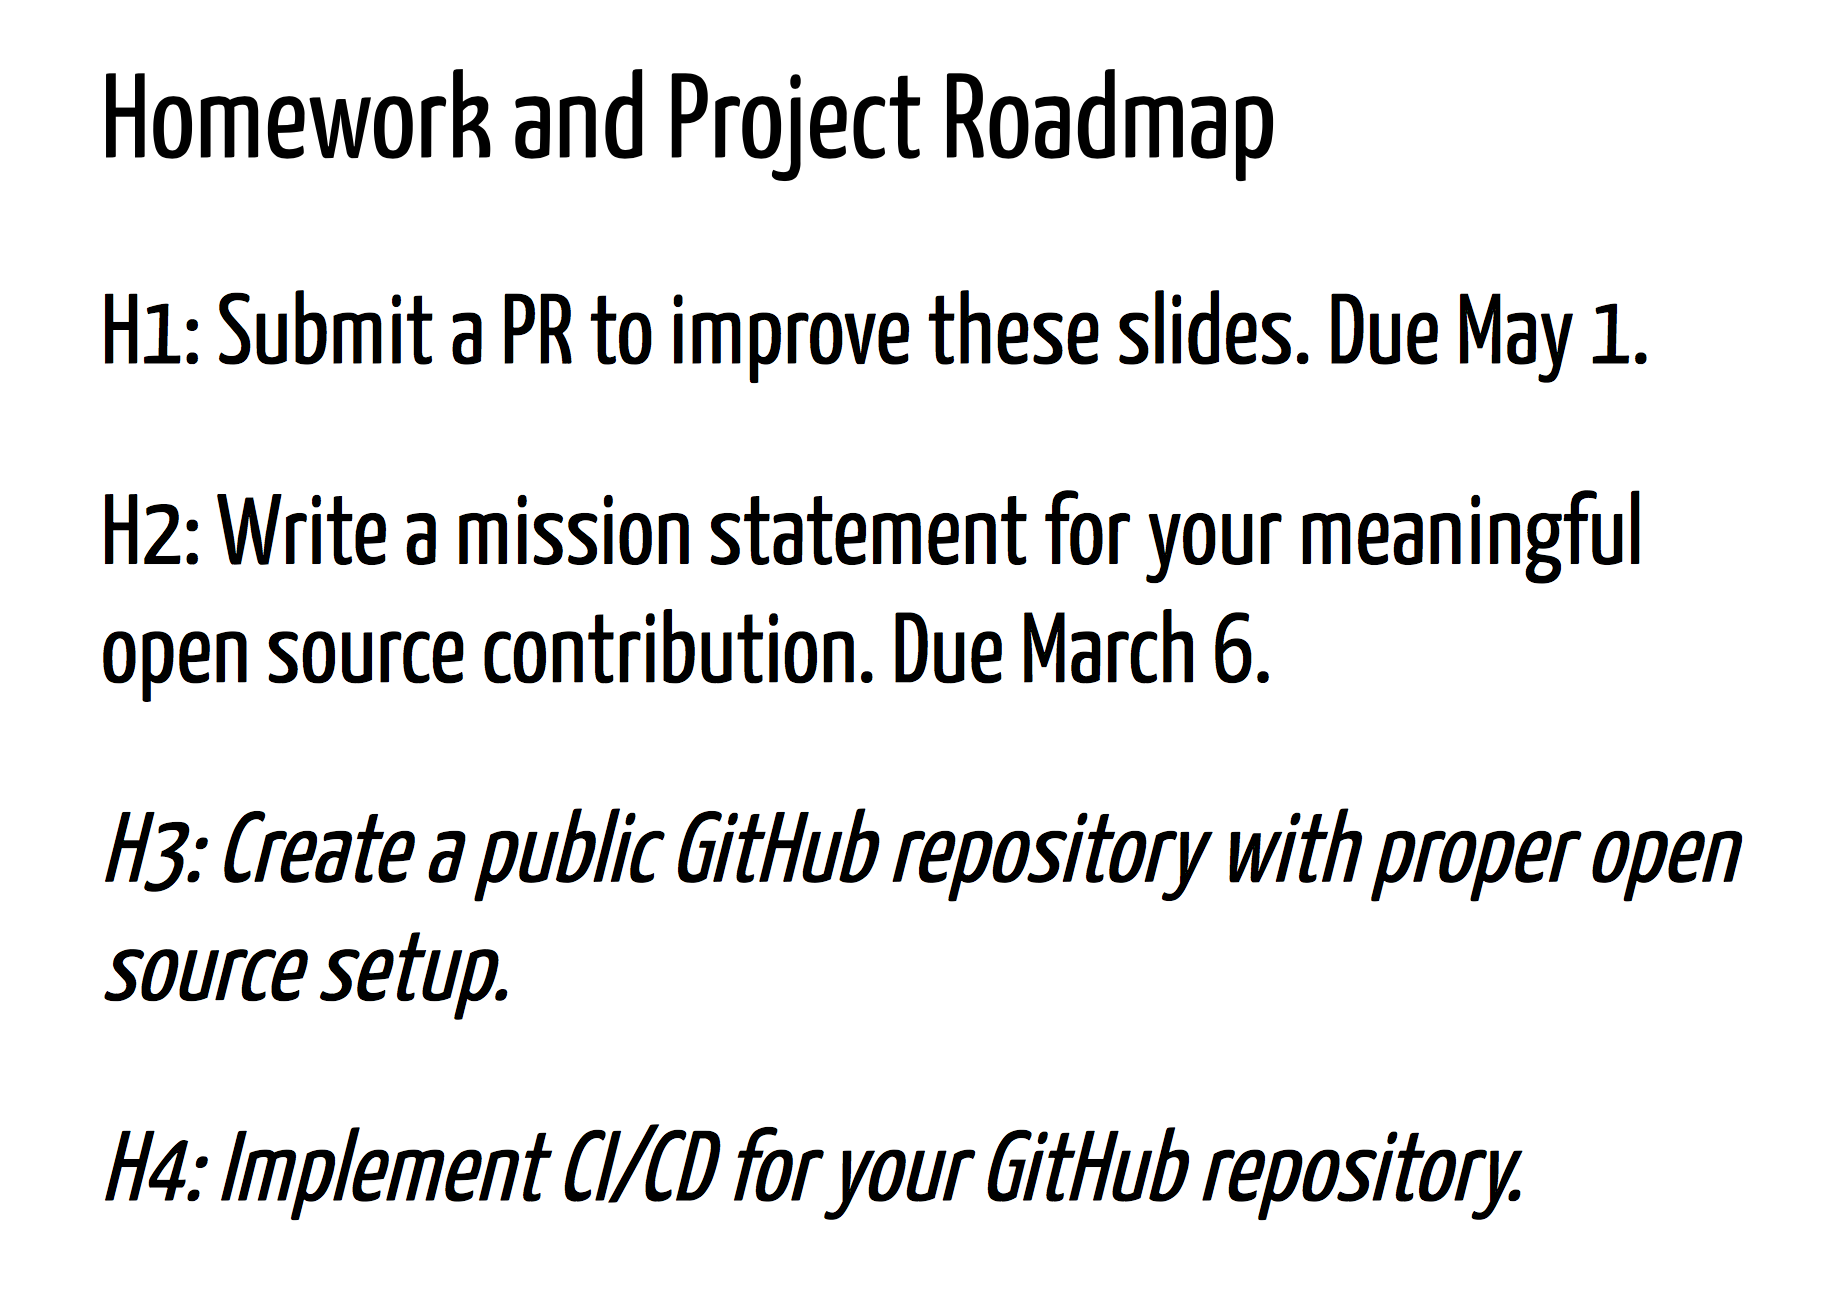 Homework and Project Roadmap
H1: Submit a PR to improve these slides. Due May 1.
H2: Write a mission statement for your meaningful
open source contribution. Due March 6.
H3: Create a public GitHub repository with proper open
source setup.
H4: Implement CI/CD for your GitHub repository.